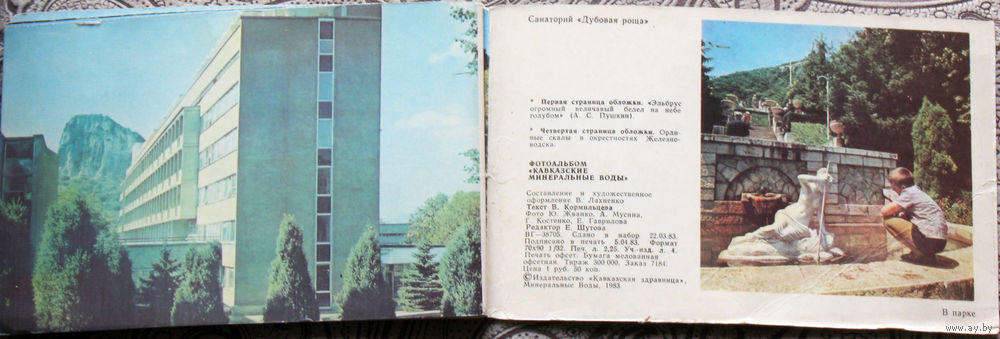 Санаторий «Дубовая роща»
* Первая страница обложки. «Эльбрус
огромный величавый белел на небе
голубом» (А. С. Пушкин).
* Четвертая страница обложки. Орли-
ные скалы в окрестностях Железно-
водска.
ФОТОАЛЬБОМ
«КАВКАЗСКИЕ
МИНЕРАЛЬНЫЕ ВОДЫ»
Составление и художественное
оформление В. Лахненко
Текст В. Кормильцева
Фото Ю. Жванко, А. Мусина,
Г. Костенко, Е. Гаврилова
Редактор Е. Шутова
ВГ—38705. Сдано в набор 22.03.83.
Подписано в печать 5.04.83. Формат
70х90 1/32. Печ. л. 2,25. Уч.-изд. л. 4.
Печать офсет. Бумага мелованная
офсетная. Тираж 300 000. Заказ 7184.
Цена 1 руб. 50 коп.
©Издательство «Кавказская здравница»,
Минеральные Воды, 1983
В парке
www.ay.by